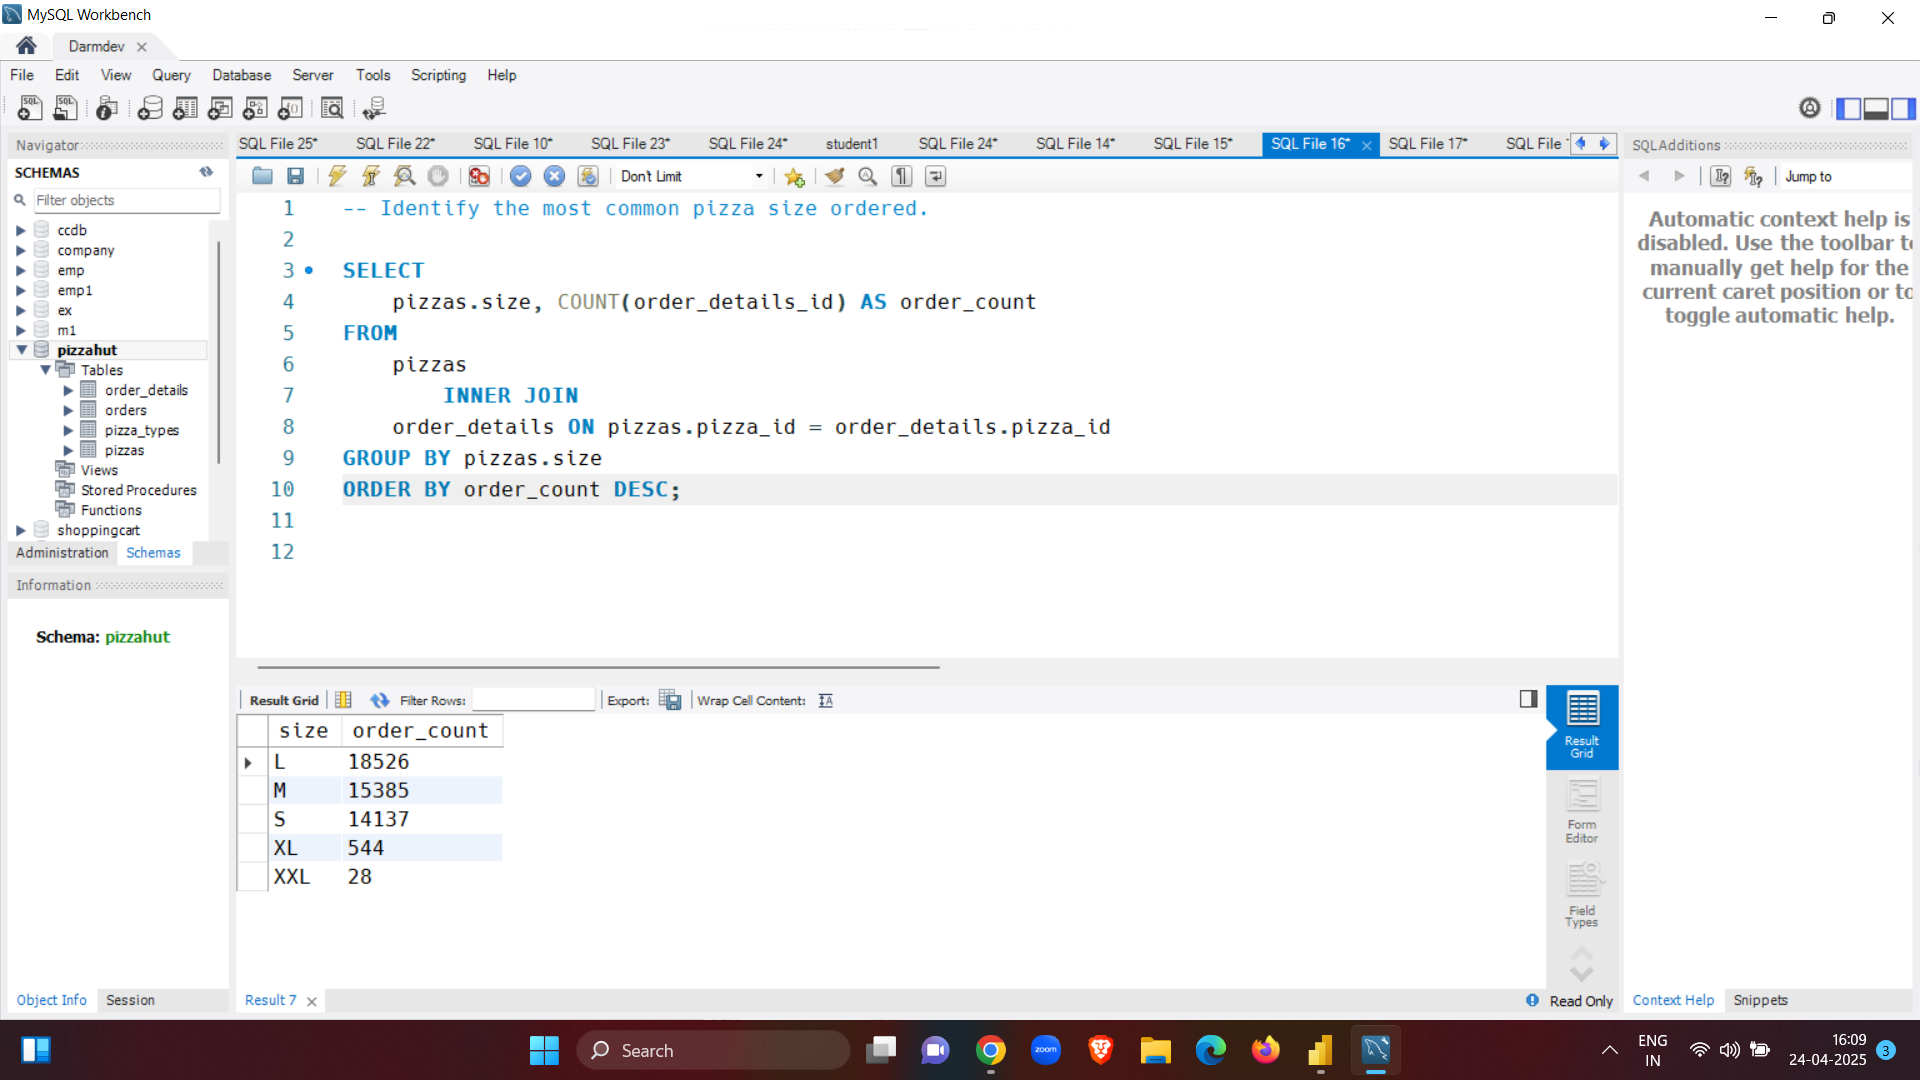 MySQL Workbench
Darmdev
File Edit View Query Database Server Tools Scripting Help
Navigator
SCHEMAS
Filter objects
ccdb
company
emp
emp1
ex
m1
pizzahut
Tables
order_details
orders
pizza_types
pizzas
Views
Stored Procedures
Functions
shoppingcart
Administration Schemas
Information
Schema: pizzahut
Object Info Session
SQL File 25* SQL File 22* SQL File 10* SQL File 23* SQL File 24* student1 SQL File 24* SQL File 14* SQL File 15* SQL File 16* SQL File 17* SQL File
Don't Limit
1 -- Identify the most common pizza size ordered.
2
3 SELECT
4 pizzas.size, COUNT(order_details_id) AS order_count
5 FROM
6 pizzas
7 INNER JOIN
8 order_details ON pizzas.pizza_id = order_details.pizza_id
9 GROUP BY pizzas.size
10 ORDER BY order_count DESC;
11
12
Result Grid Filter Rows: Export: Wrap Cell Content:
size order_count
L 18526
M 15385
S 14137
XL 544
XXL 28
Result
Grid
Form
Editor
Field
Types
Result 7
Read Only
SQLAdditions
Jump to
Automatic context help is
disabled. Use the toolbar to
manually get help for the
current caret position or to
toggle automatic help.
Context Help Snippets
Search
zoom
ENG
IN
16:09
24-04-2025
3